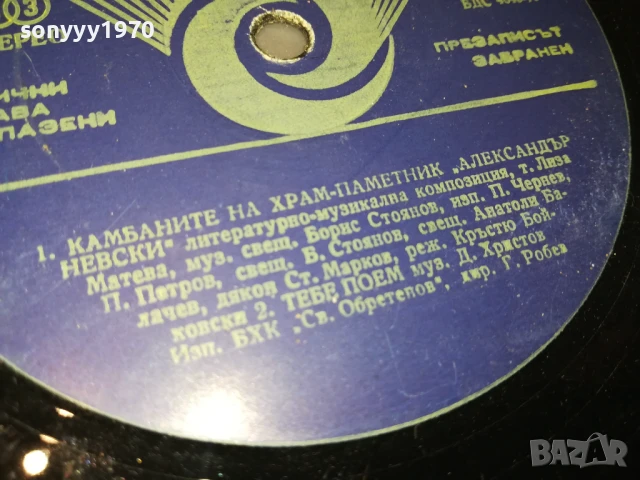 sonyyy1970
3
ПРЕЗАПИСЪТ
ЗАБРАНЕН
1. КАМБАНИТЕ НА ХРАМ-ПАМЕТНИК „АЛЕКСАНДЪР
НЕВСКИ" литературно-музикална композиция, т. Лиза
Матева, муз. свещ. Борис Стоянов, изп. П. Чернев,
П. Петров, свещ. Б. Стоянов, свещ. Анатоли Ба-
лачев, дякон Ст. Марков, реж. Кръстю Бой-
ковски 2. ТЕБЕ ПОЕМ муз. Д. Христов
Изп. БХК „Св. Обретенов", дир. Г. Робев
BAZAR